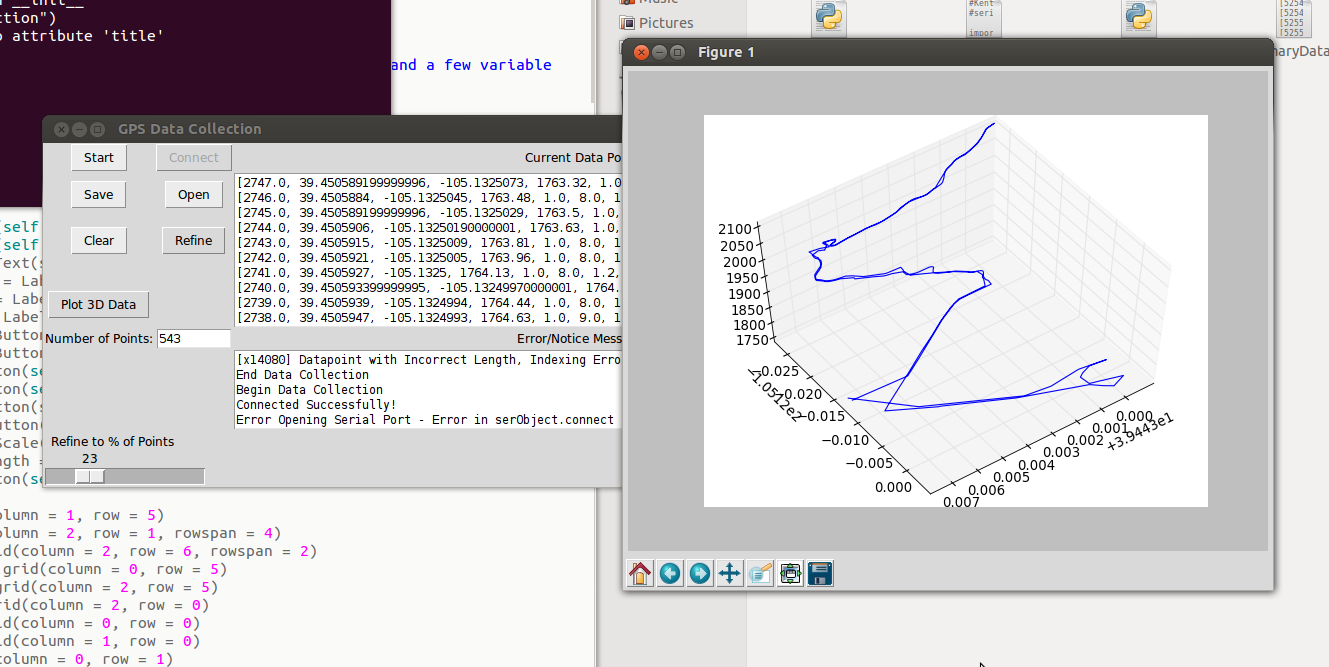 __init__
ction")
o attribute 'title'
and a few variable
Music
Pictures
#Kent
#seri
impor
[5254
[5254
[5255
[5255
naryData
Figure 1
GPS Data Collection
Start
Connect
Save
Open
Clear
Refine
Plot 3D Data
Number of Points: 543
Refine to % of Points
23
Current Data Po
[2747.0, 39.450589199999996, -105.1325073, 1763.32, 1.0
[2746.0, 39.4505884, -105.1325045, 1763.48, 1.0, 8.0, 1
[2745.0, 39.450589199999996, -105.1325029, 1763.5, 1.0,
[2744.0, 39.4505906, -105.13250190000001, 1763.63, 1.0,
[2743.0, 39.4505915, -105.1325009, 1763.81, 1.0, 8.0, 1
[2742.0, 39.4505921, -105.1325005, 1763.96, 1.0, 8.0, 1
[2741.0, 39.4505927, -105.1325, 1764.13, 1.0, 8.0, 1.2,
[2740.0, 39.450593399999995, -105.13249970000001, 1764.
[2739.0, 39.4505939, -105.1324994, 1764.44, 1.0, 8.0, 1
[2738.0, 39.4505947, -105.1324993, 1764.63, 1.0, 9.0, 1
Error/Notice Mess
[x14080] Datapoint with Incorrect Length, Indexing Erro
End Data Collection
Begin Data Collection
Connected Successfully!
Error Opening Serial Port - Error in serObject.connect
2100
2050
2000
1950
1900
1850
1800
1750
−0.025
−0.020
−0.015
−0.010
−0.005
0.000
−1.0512e2
0.000
0.001
0.002
0.003
0.004
0.005
0.006
0.007
+3.9443e1
(self
(self
Text(s
= Lab
= Labe
Label
Button
Button
ton(se
ton(se
tton(s
utton(
Scale(
ngth =
ton(se
olumn = 1, row = 5)
olumn = 2, row = 1, rowspan = 4)
id(column = 2, row = 6, rowspan = 2)
grid(column = 0, row = 5)
grid(column = 2, row = 5)
rid(column = 2, row = 0)
id(column = 0, row = 0)
id(column = 1, row = 0)
column = 0, row = 1)